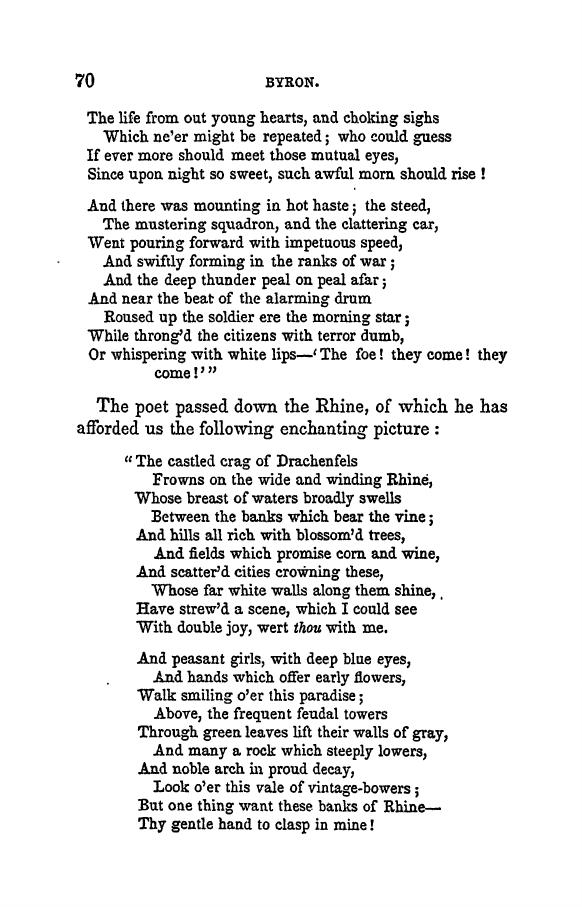 70 BYRON.
The life from out young hearts, and choking sighs
Which ne'er might be repeated; who could guess
If ever more should meet those mutual eyes,
Since upon night so sweet, such awful morn should rise!
And there was mounting in hot haste; the steed,
The mustering squadron, and the clattering car,
Went pouring forward with impetuous speed,
And swiftly forming in the ranks of war;
And the deep thunder peal on peal afar;
And near the beat of the alarming drum
Roused up the soldier ere the morning star;
While throng'd the citizens with terror dumb,
Or whispering with white lips—'The foe! they come! they
come!'"
The poet passed down the Rhine, of which he has
afforded us the following enchanting picture:
"The castled crag of Drachenfels
Frowns on the wide and winding Rhine,
Whose breast of waters broadly swells
Between the banks which bear the vine;
And hills all rich with blossom'd trees,
And fields which promise corn and wine,
And scatter'd cities crowning these,
Whose far white walls along them shine,
Have strew'd a scene, which I could see
With double joy, wert thou with me.
And peasant girls, with deep blue eyes,
And hands which offer early flowers,
Walk smiling o'er this paradise;
Above, the frequent feudal towers
Through green leaves lift their walls of gray,
And many a rock which steeply lowers,
And noble arch in proud decay,
Look o'er this vale of vintage-bowers;
But one thing want these banks of Rhine—
Thy gentle hand to clasp in mine!